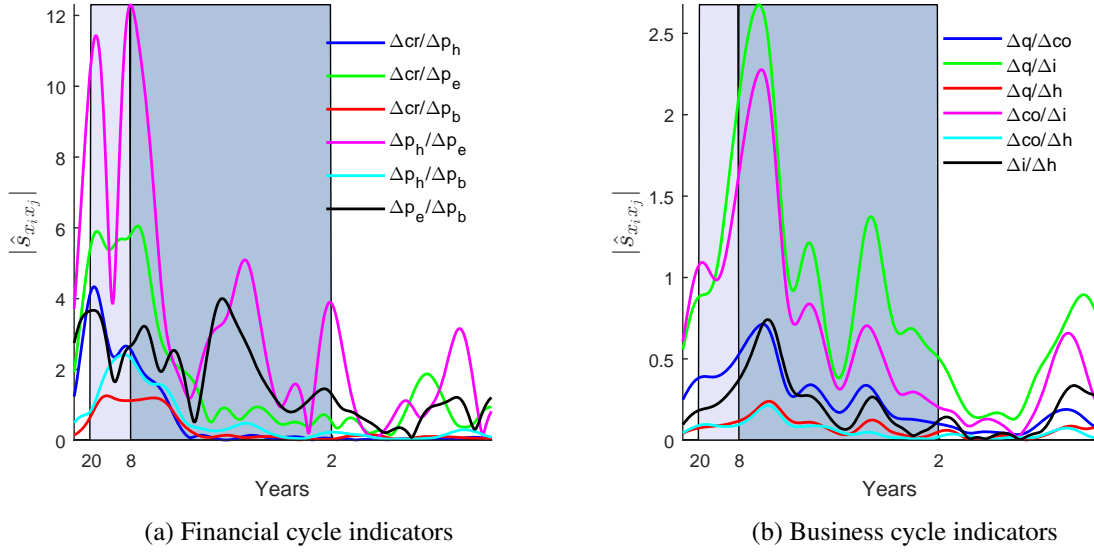 12
10
8
6
4
2
0
|ŝ_{x_i x_j}|
20
8
2
Years
Δcr/Δp_h
Δcr/Δp_e
Δcr/Δp_b
Δp_h/Δp_e
Δp_h/Δp_b
Δp_e/Δp_b
(a) Financial cycle indicators
2.5
2
1.5
1
0.5
0
|ŝ_{x_i x_j}|
20
8
2
Years
Δq/Δco
Δq/Δi
Δq/Δh
Δco/Δi
Δco/Δh
Δi/Δh
(b) Business cycle indicators